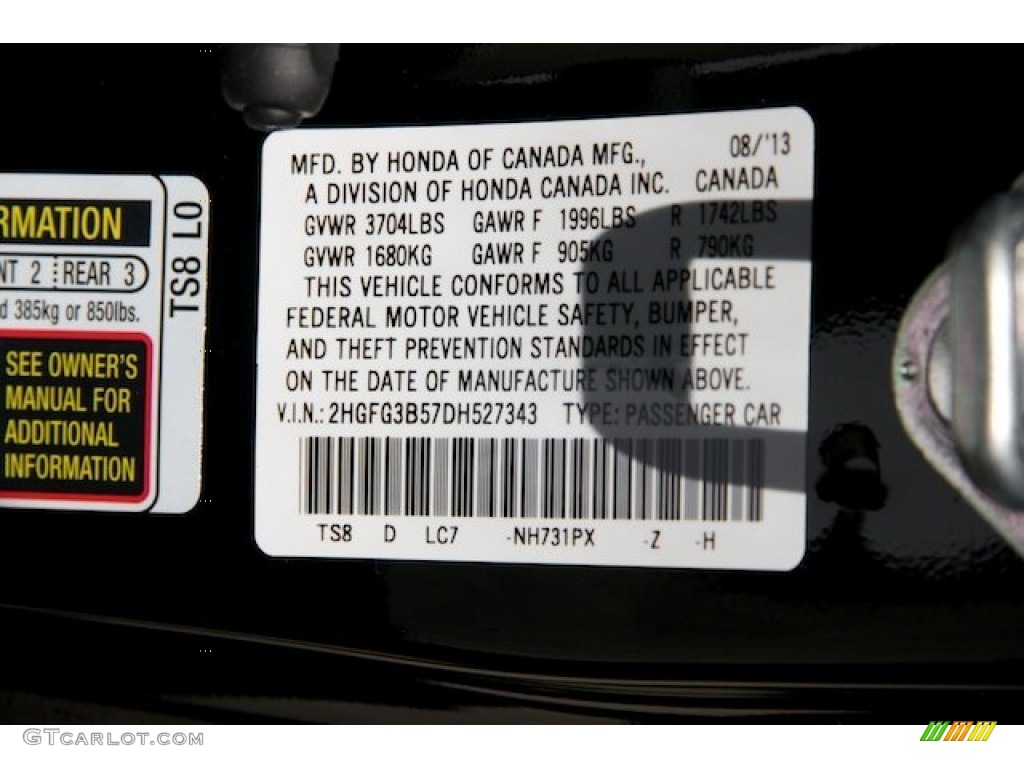 RMATION
NT 2 REAR 3
d 385kg or 850lbs.
SEE OWNER'S
MANUAL FOR
ADDITIONAL
INFORMATION
TS8 L0
08/'13
MFD. BY HONDA OF CANADA MFG.,
A DIVISION OF HONDA CANADA INC. CANADA
GVWR 3704LBS GAWR F 1996LBS R 1742LBS
GVWR 1680KG GAWR F 905KG R 790KG
THIS VEHICLE CONFORMS TO ALL APPLICABLE
FEDERAL MOTOR VEHICLE SAFETY, BUMPER,
AND THEFT PREVENTION STANDARDS IN EFFECT
ON THE DATE OF MANUFACTURE SHOWN ABOVE.
V.I.N.: 2HGFG3B57DH527343 TYPE: PASSENGER CAR
TS8 D LC7 -NH731PX -Z -H
GTCARLOT.COM